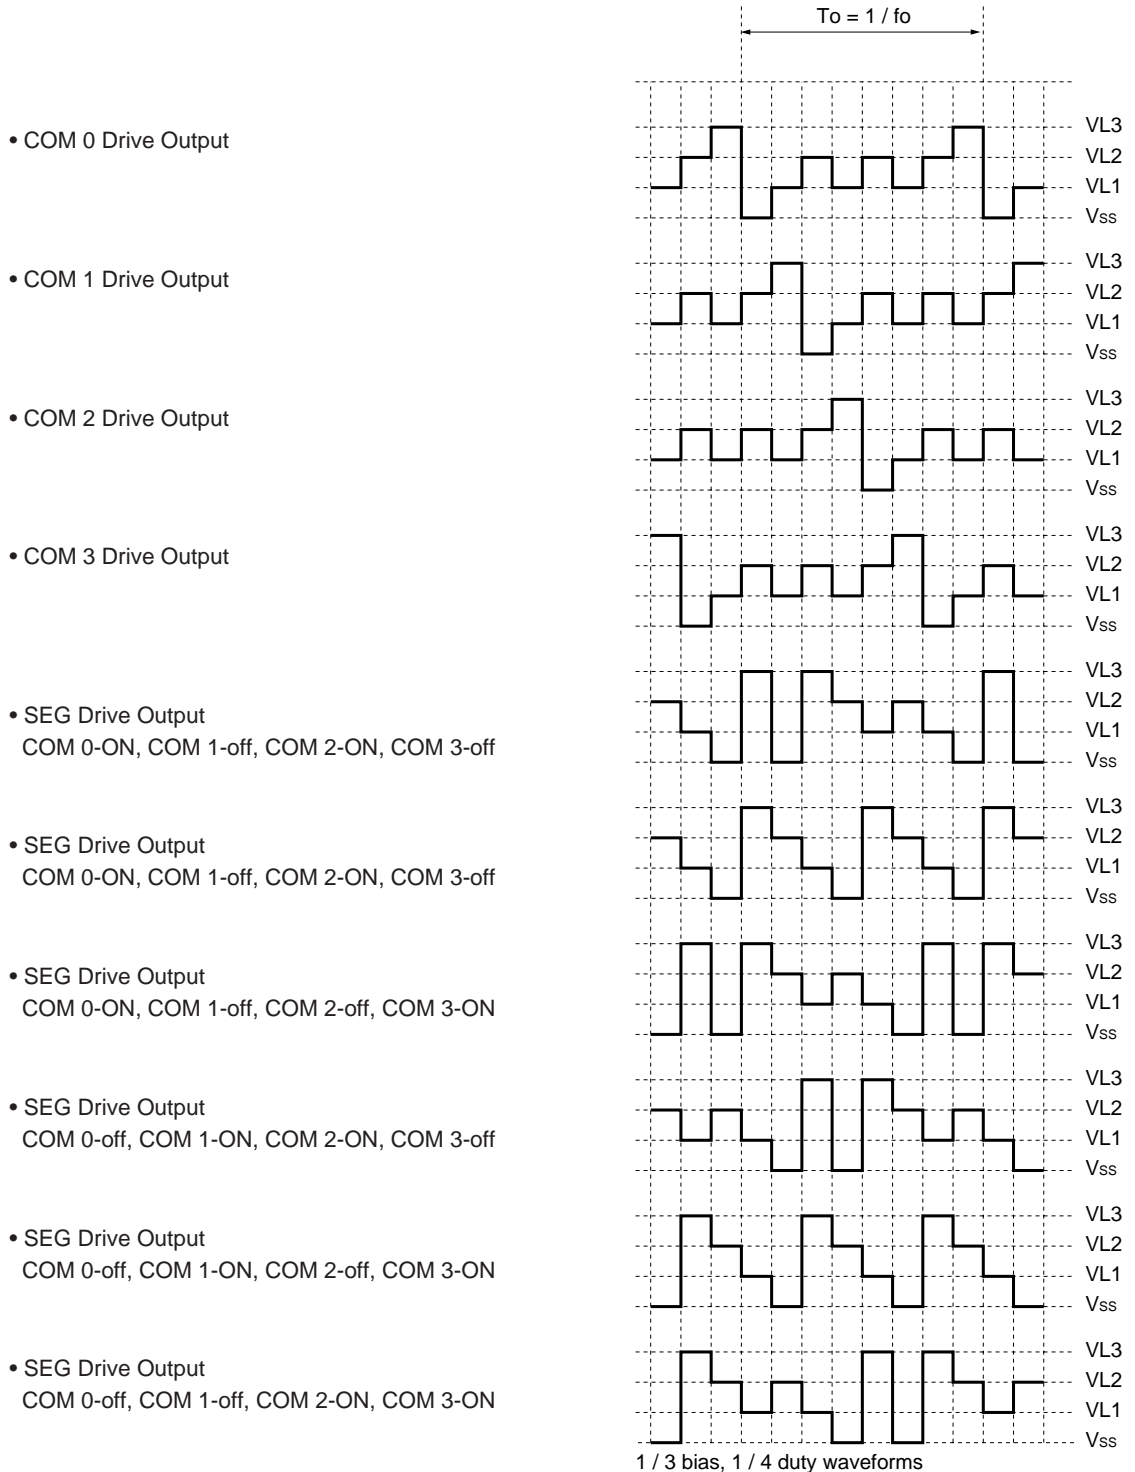 To = 1 / fo
• COM 0 Drive Output
VL3
VL2
VL1
Vss
• COM 1 Drive Output
VL3
VL2
VL1
Vss
• COM 2 Drive Output
VL3
VL2
VL1
Vss
• COM 3 Drive Output
VL3
VL2
VL1
Vss
• SEG Drive Output
COM 0-ON, COM 1-off, COM 2-ON, COM 3-off
VL3
VL2
VL1
Vss
• SEG Drive Output
COM 0-ON, COM 1-off, COM 2-ON, COM 3-off
VL3
VL2
VL1
Vss
• SEG Drive Output
COM 0-ON, COM 1-off, COM 2-off, COM 3-ON
VL3
VL2
VL1
Vss
• SEG Drive Output
COM 0-off, COM 1-ON, COM 2-ON, COM 3-off
VL3
VL2
VL1
Vss
• SEG Drive Output
COM 0-off, COM 1-ON, COM 2-off, COM 3-ON
VL3
VL2
VL1
Vss
• SEG Drive Output
COM 0-off, COM 1-off, COM 2-ON, COM 3-ON
VL3
VL2
VL1
Vss
1 / 3 bias, 1 / 4 duty waveforms